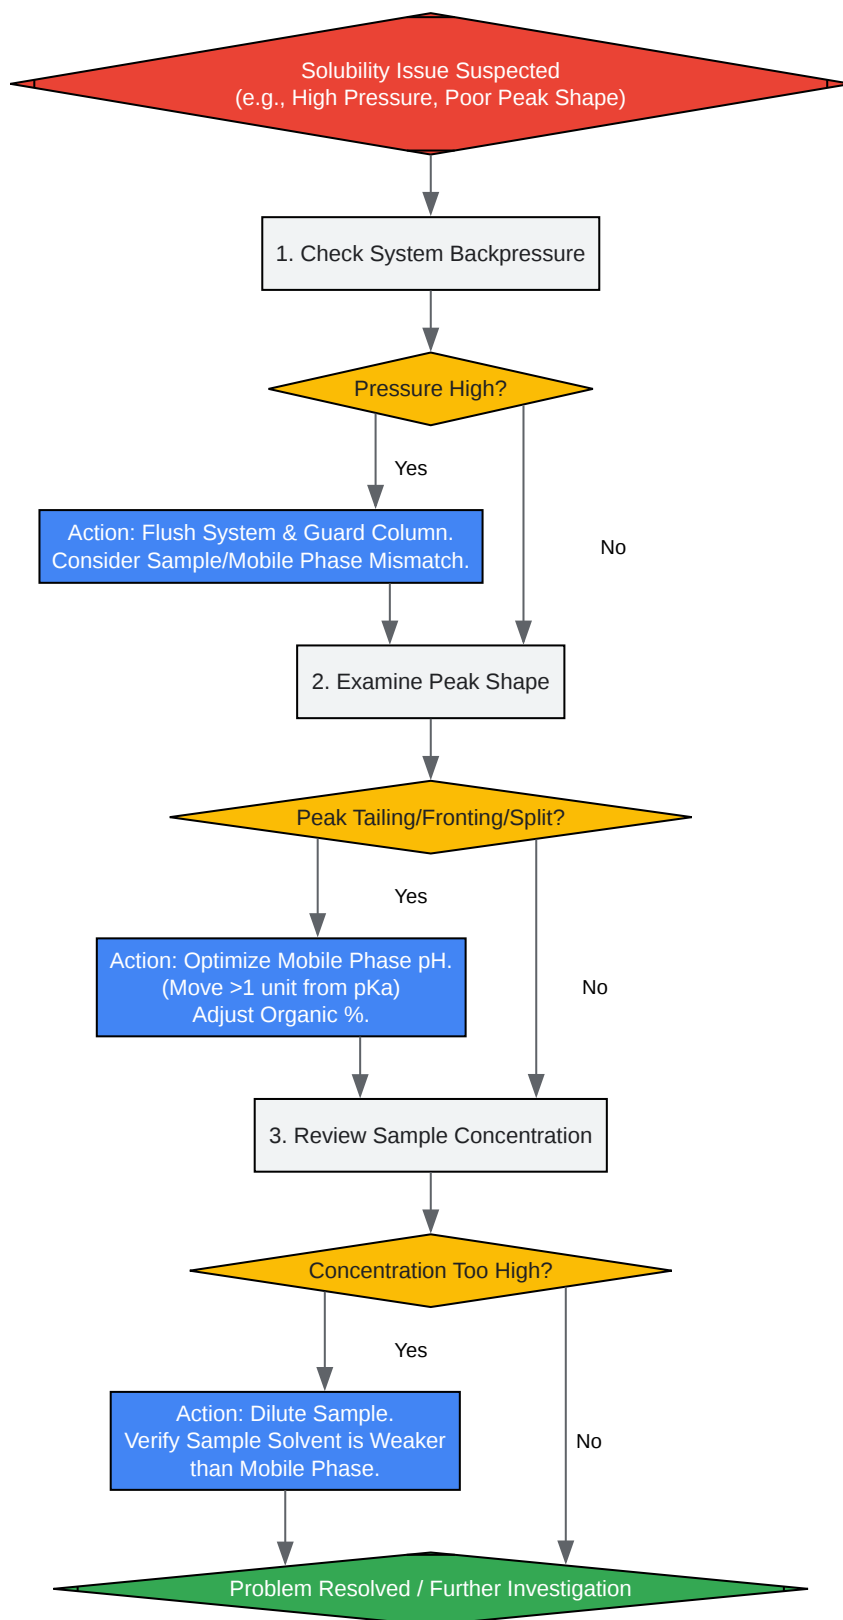 Solubility Issue Suspected
(e.g., High Pressure, Poor Peak Shape)
1. Check System Backpressure
Pressure High?
Yes
Action: Flush System & Guard Column.
Consider Sample/Mobile Phase Mismatch.
No
2. Examine Peak Shape
Peak Tailing/Fronting/Split?
Yes
Action: Optimize Mobile Phase pH.
(Move >1 unit from pKa)
Adjust Organic %.
No
3. Review Sample Concentration
Concentration Too High?
Yes
Action: Dilute Sample.
Verify Sample Solvent is Weaker
than Mobile Phase.
No
Problem Resolved / Further Investigation